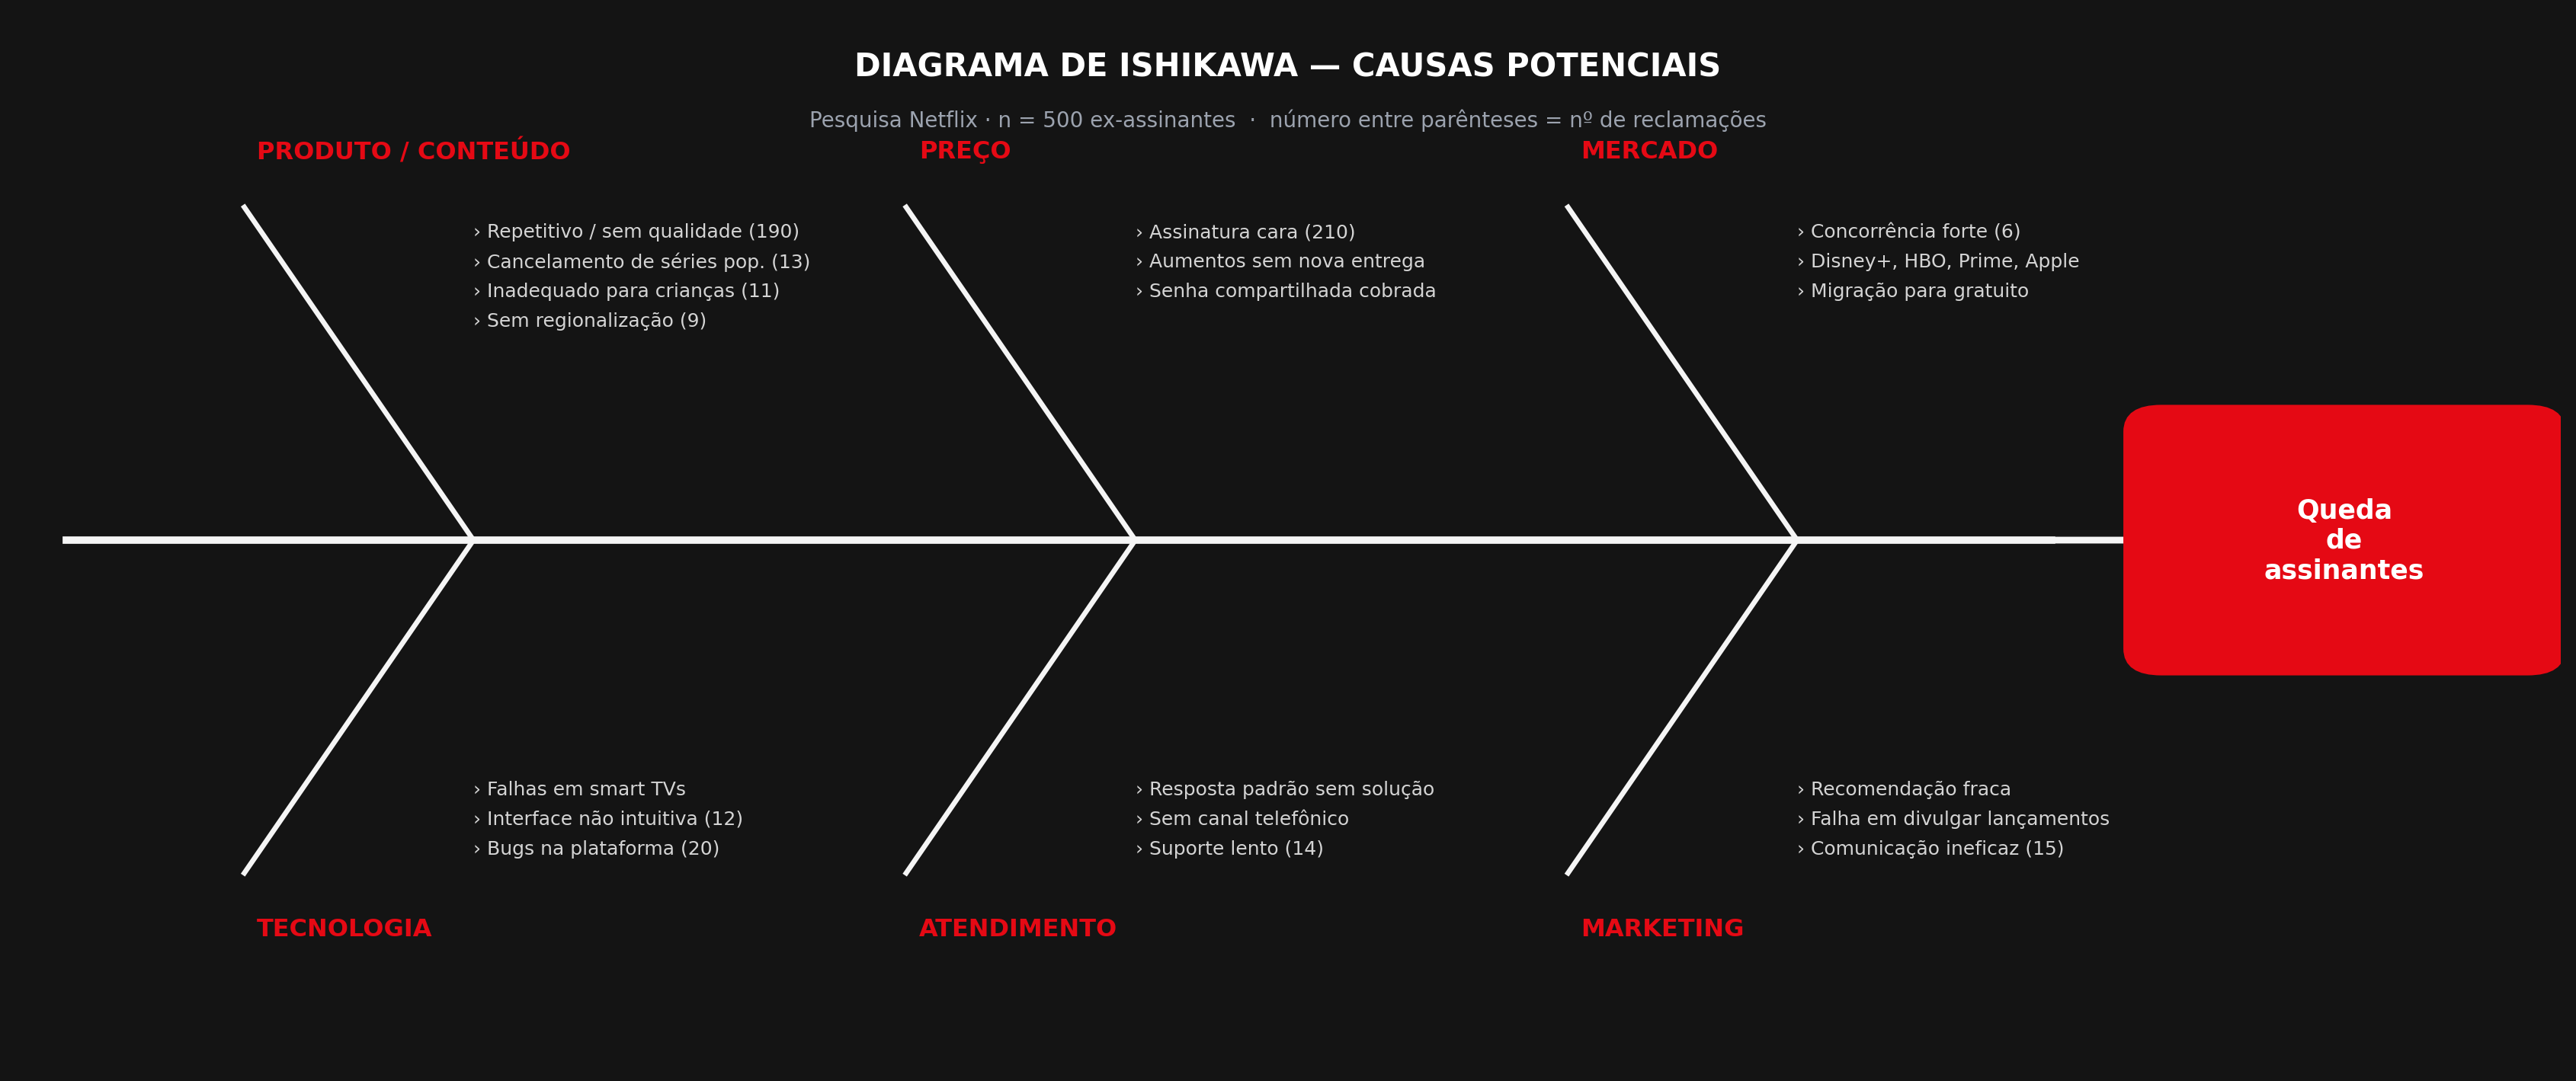 DIAGRAMA DE ISHIKAWA — CAUSAS POTENCIAIS
Pesquisa Netflix · n = 500 ex-assinantes · número entre parênteses = nº de reclamações
PRODUTO / CONTEÚDO
› Repetitivo / sem qualidade (190)
› Cancelamento de séries pop. (13)
› Inadequado para crianças (11)
› Sem regionalização (9)
PREÇO
› Assinatura cara (210)
› Aumentos sem nova entrega
› Senha compartilhada cobrada
MERCADO
› Concorrência forte (6)
› Disney+, HBO, Prime, Apple
› Migração para gratuito
Queda
de
assinantes
› Falhas em smart TVs
› Interface não intuitiva (12)
› Bugs na plataforma (20)
TECNOLOGIA
› Resposta padrão sem solução
› Sem canal telefônico
› Suporte lento (14)
ATENDIMENTO
› Recomendação fraca
› Falha em divulgar lançamentos
› Comunicação ineficaz (15)
MARKETING